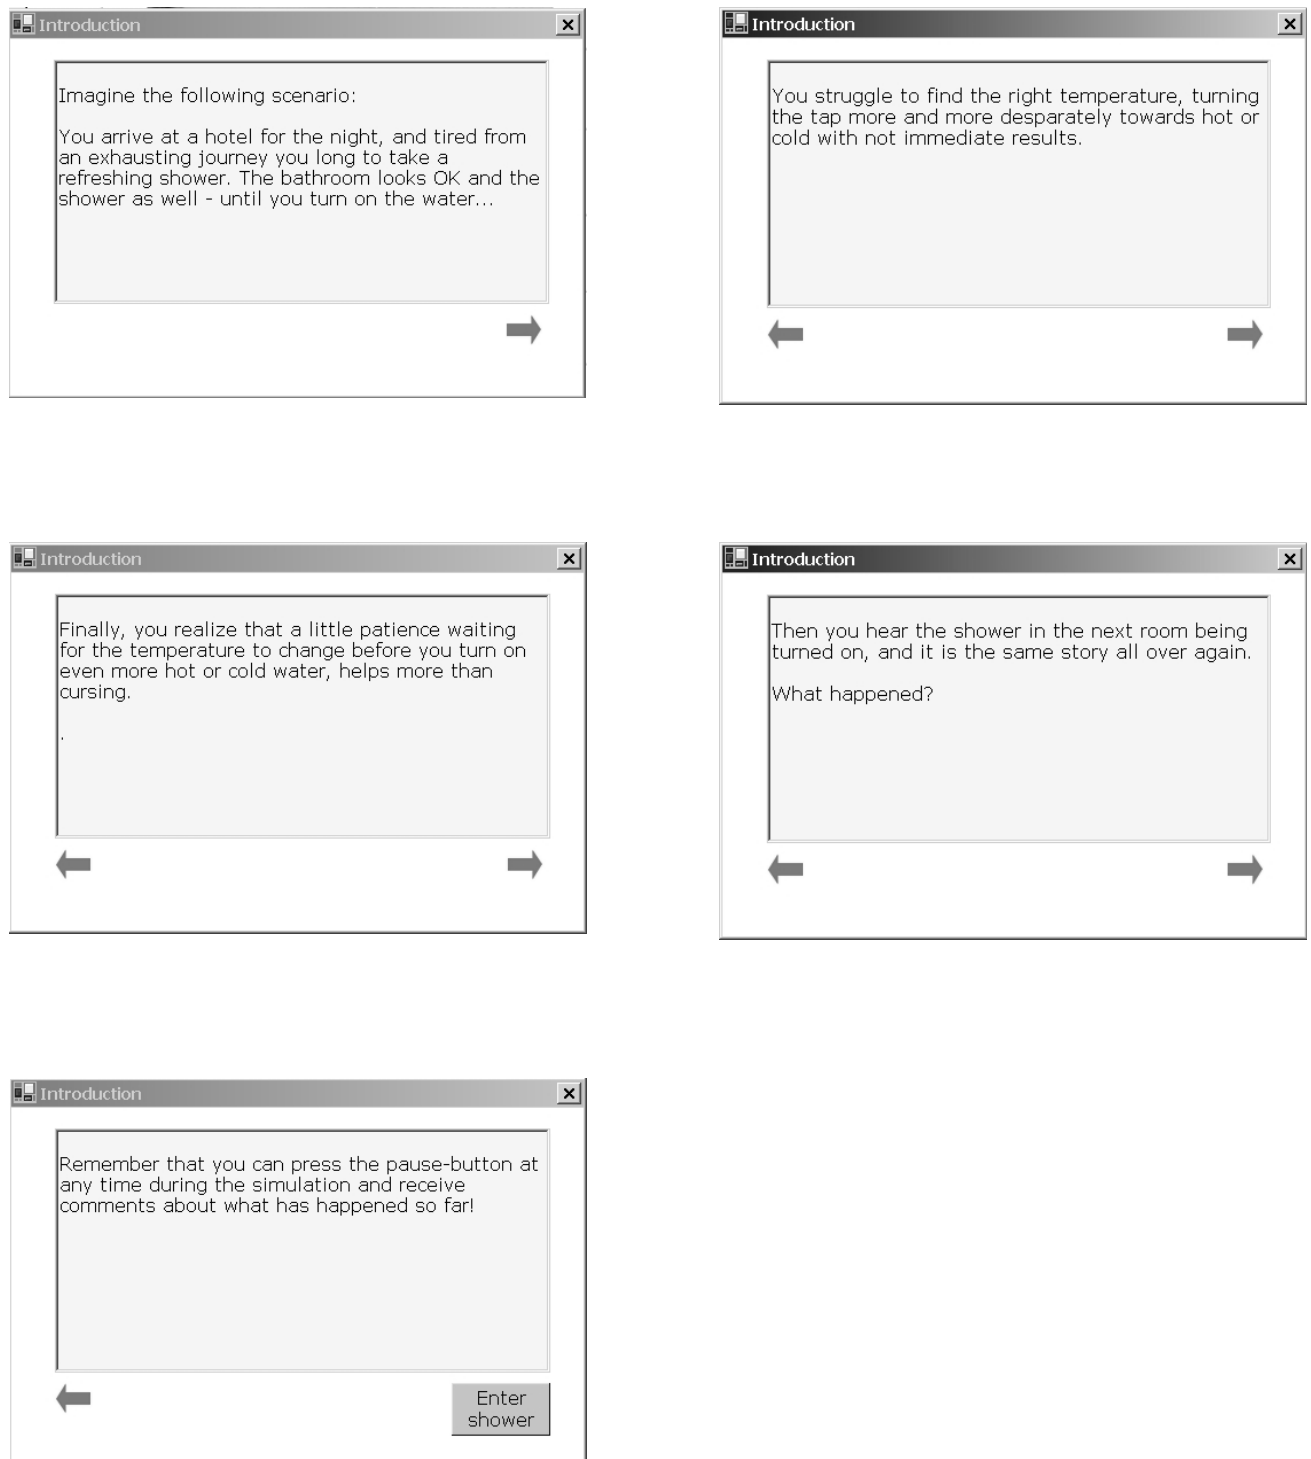 Introduction
Imagine the following scenario:
You arrive at a hotel for the night, and tired from
an exhausting journey you long to take a
refreshing shower. The bathroom looks OK and the
shower as well - until you turn on the water...
Introduction
You struggle to find the right temperature, turning
the tap more and more desparately towards hot or
cold with not immediate results.
Introduction
Finally, you realize that a little patience waiting
for the temperature to change before you turn on
even more hot or cold water, helps more than
cursing.
.
Introduction
Then you hear the shower in the next room being
turned on, and it is the same story all over again.
What happened?
Introduction
Remember that you can press the pause-button at
any time during the simulation and receive
comments about what has happened so far!
Enter
shower